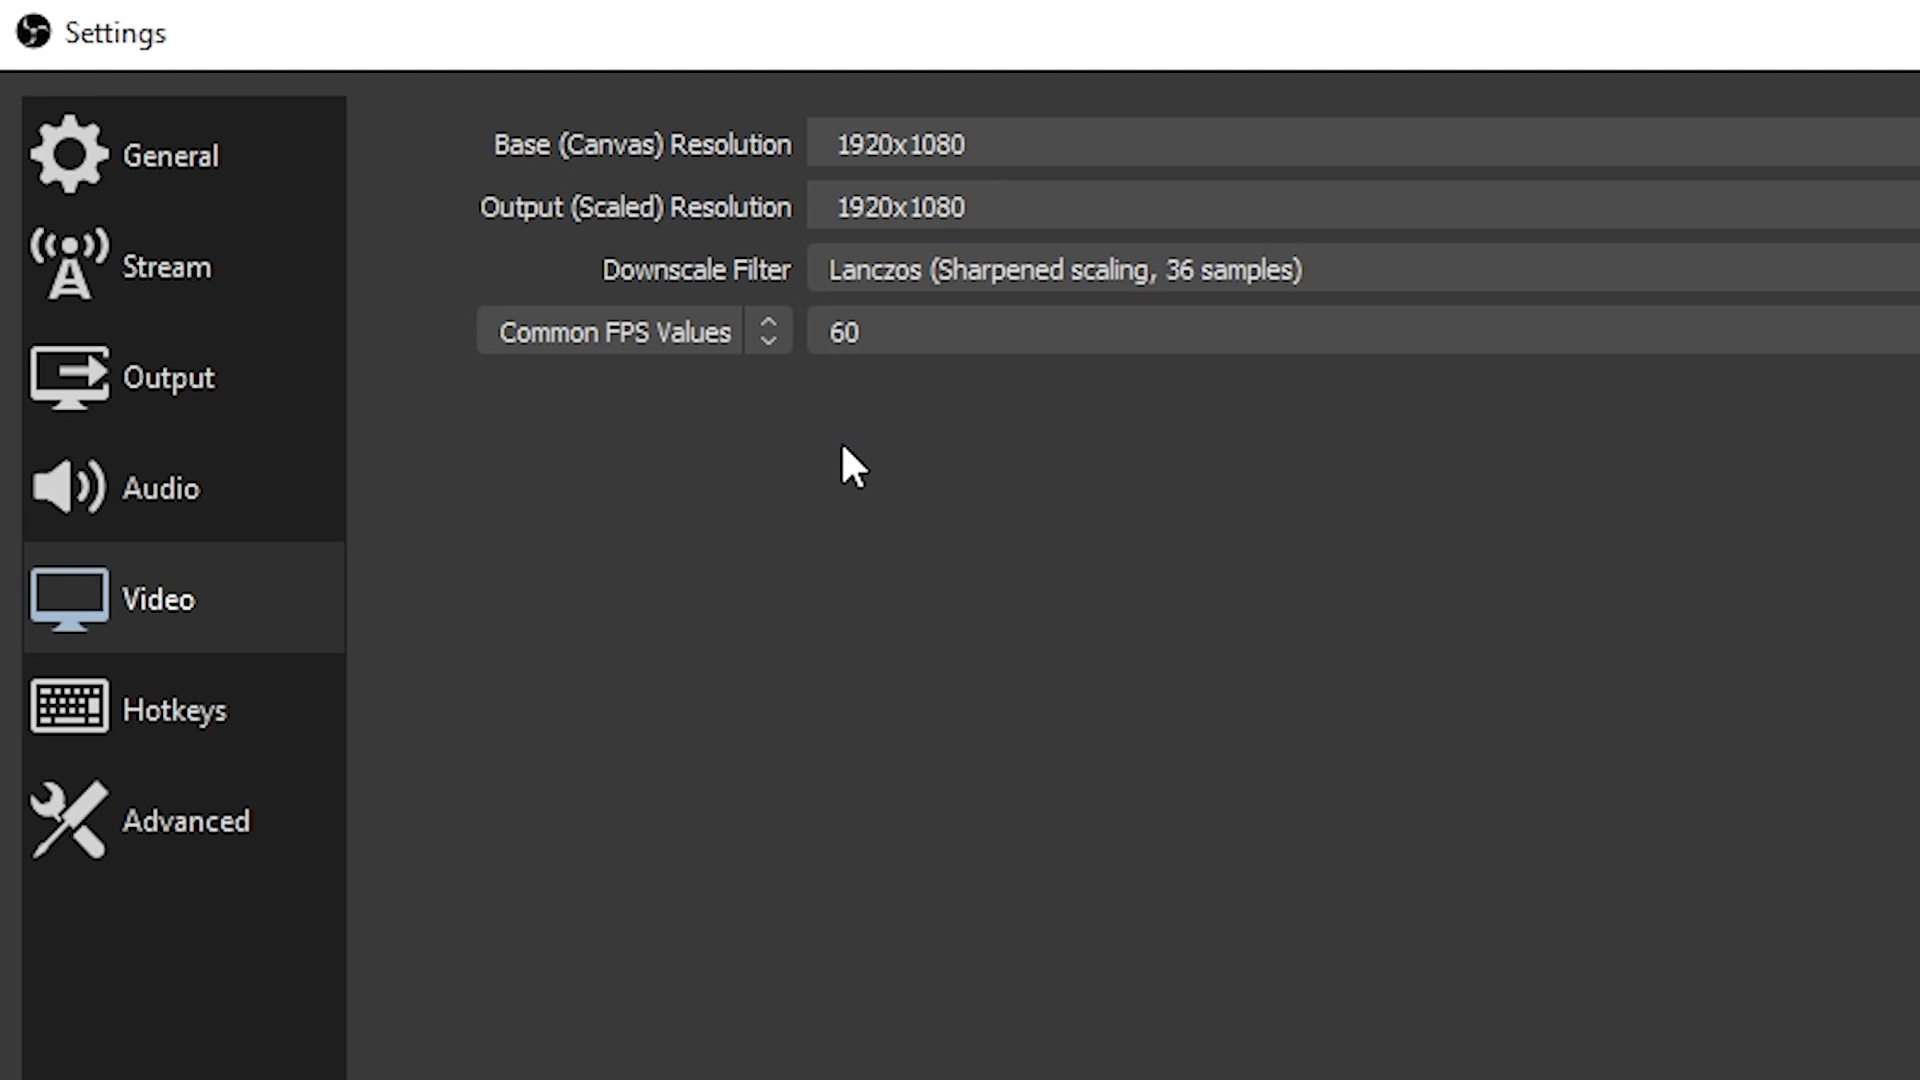 Settings
General
Stream
Output
Audio
Video
Hotkeys
Advanced
Base (Canvas) Resolution 1920x1080
Output (Scaled) Resolution 1920x1080
Downscale Filter Lanczos (Sharpened scaling, 36 samples)
Common FPS Values 60